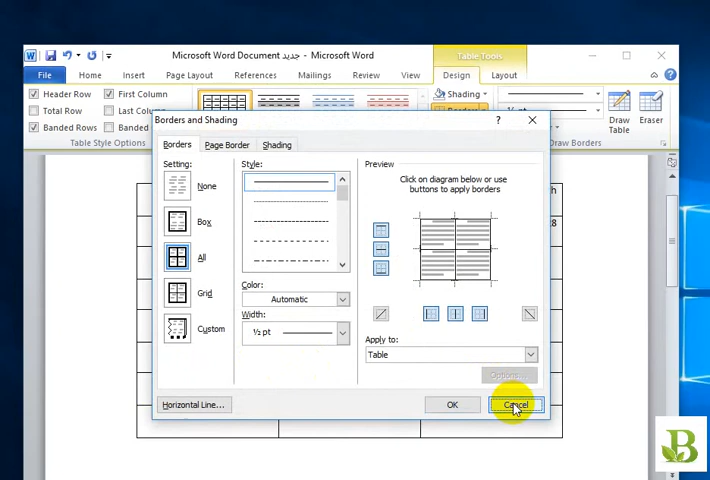 Microsoft Word Document جديد - Microsoft Word
Table Tools
File Home Insert Page Layout References Mailings Review View Design Layout
Header Row First Column
Total Row Last Colum
Banded Rows Banded
Table Style Options
Shading
Draw Table
Eraser
Draw Borders
Borders and Shading
Borders Page Border Shading
Setting:
None
Box
All
Grid
Custom
Style:
Color:
Automatic
Width:
½ pt
Preview
Click on diagram below or use
buttons to apply borders
Apply to:
Table
Options...
Horizontal Line...
OK
Cancel
B